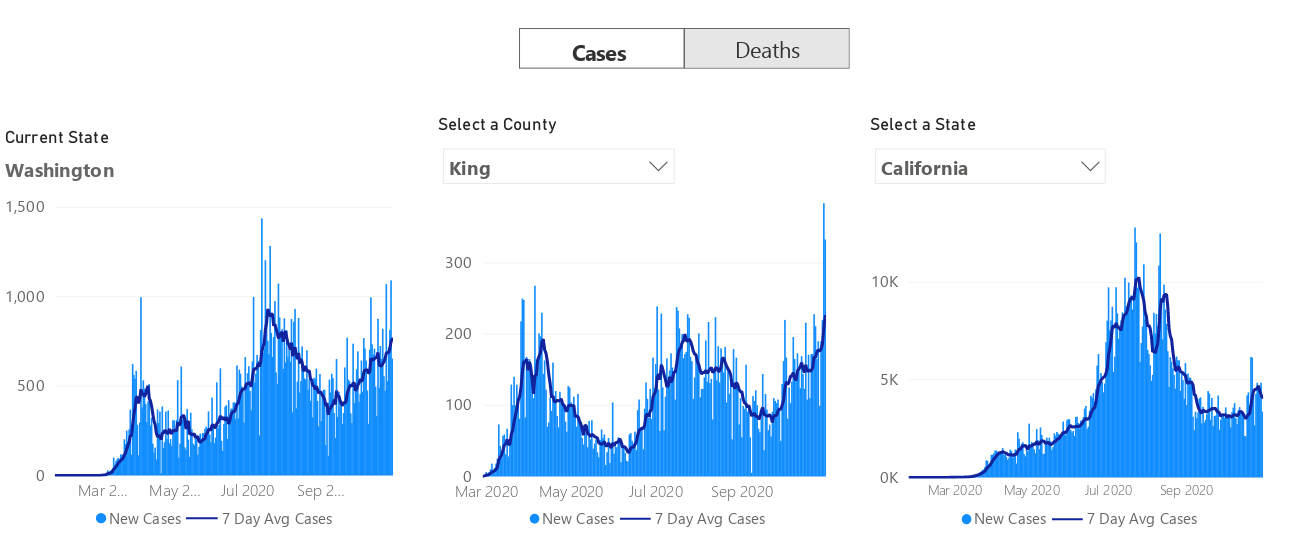 Cases
Deaths
Current State
Washington
Select a County
King
Select a State
California
1,500
1,000
500
0
Mar 2...
May 2...
Jul 2020
Sep 2...
New Cases
7 Day Avg Cases
300
200
100
0
Mar 2020
May 2020
Jul 2020
Sep 2020
New Cases
7 Day Avg Cases
10K
5K
0K
Mar 2020
May 2020
Jul 2020
Sep 2020
New Cases
7 Day Avg Cases